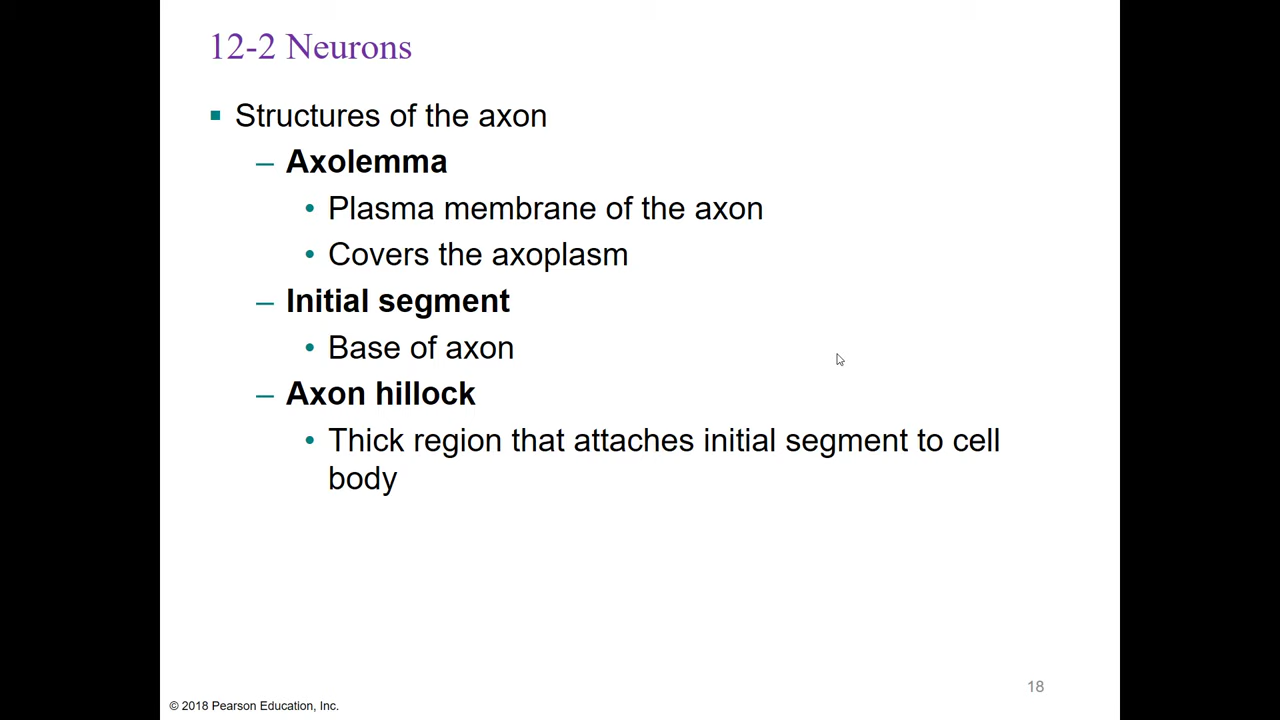 12-2 Neurons
▪ Structures of the axon
– Axolemma
• Plasma membrane of the axon
• Covers the axoplasm
– Initial segment
• Base of axon
– Axon hillock
• Thick region that attaches initial segment to cell
body
18
© 2018 Pearson Education, Inc.